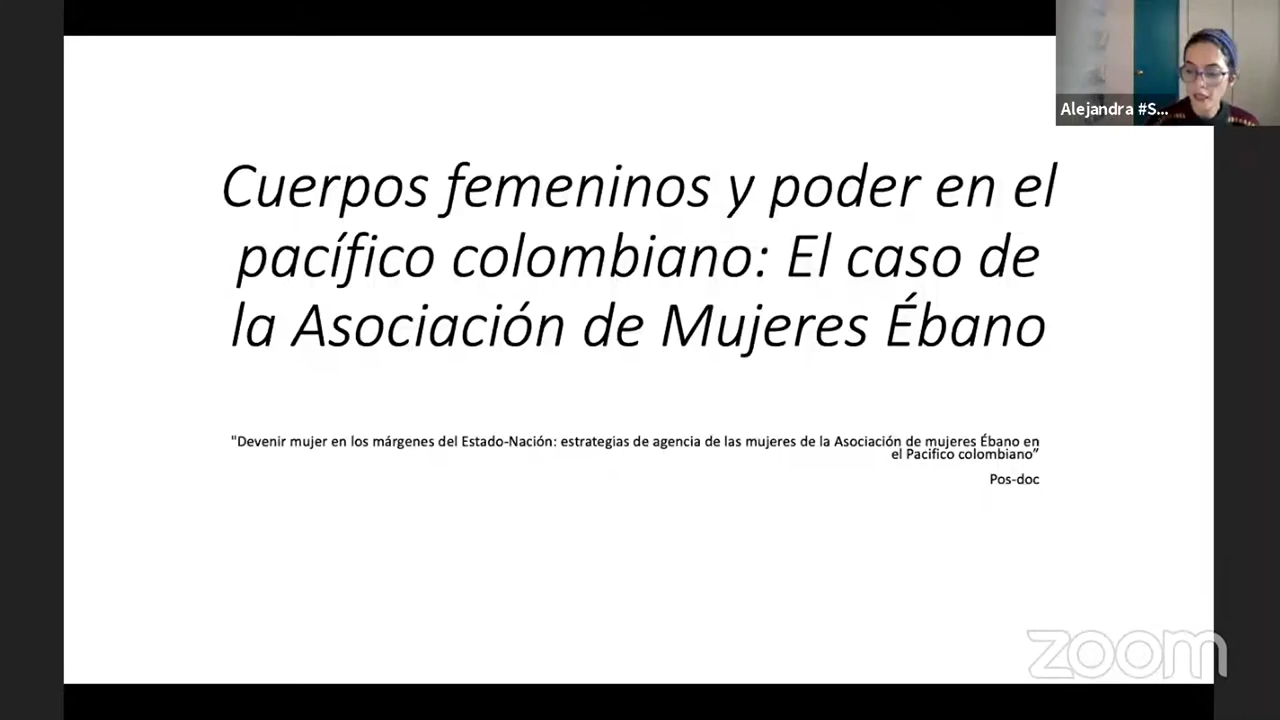 Alejandra #S...
Cuerpos femeninos y poder en el
pacífico colombiano: El caso de
la Asociación de Mujeres Ébano
"Devenir mujer en los márgenes del Estado-Nación: estrategias de agencia de las mujeres de la Asociación de mujeres Ébano en
el Pacifico colombiano”
Pos-doc
zoom